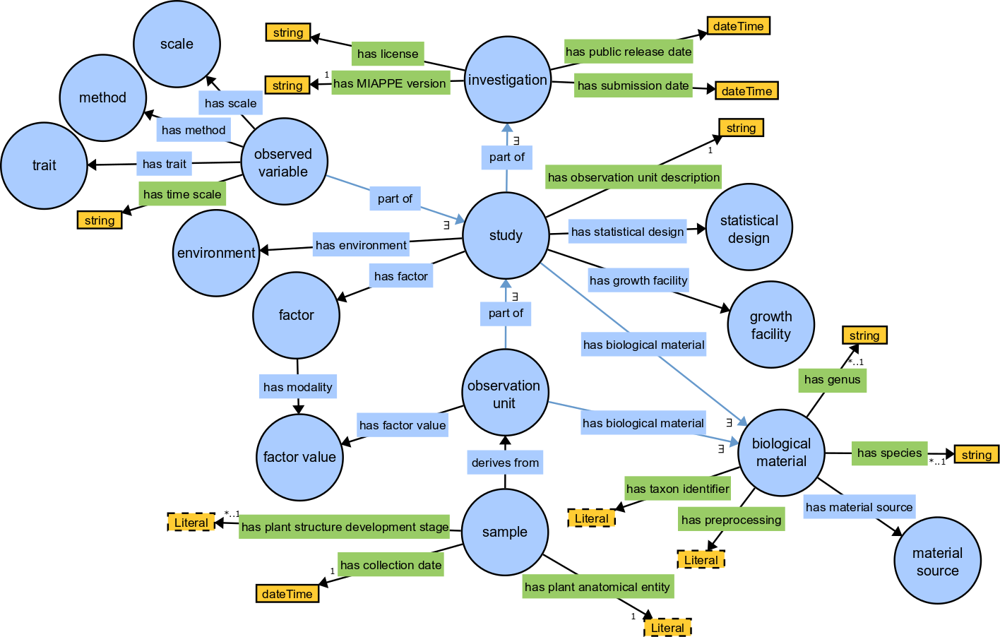 scale
string
dateTime
has license
has public release date
investigation
1
string
has MIAPPE version
has submission date
dateTime
method
has scale
has method
string
1
∃
part of
observed
variable
trait
has trait
has observation unit description
has time scale
string
part of
∃
statistical
design
has statistical design
study
environment
has environment
has factor
has growth facility
∃
part of
factor
growth
facility
string
has biological material
*..1
has genus
has modality
observation
unit
has factor value
has biological material
∃
∃
biological
material
has species
*..1
string
factor value
derives from
has taxon identifier
has material source
Literal
has preprocessing
*..1
Literal
has plant structure development stage
sample
material
source
Literal
has collection date
1
dateTime
has plant anatomical entity
1
Literal